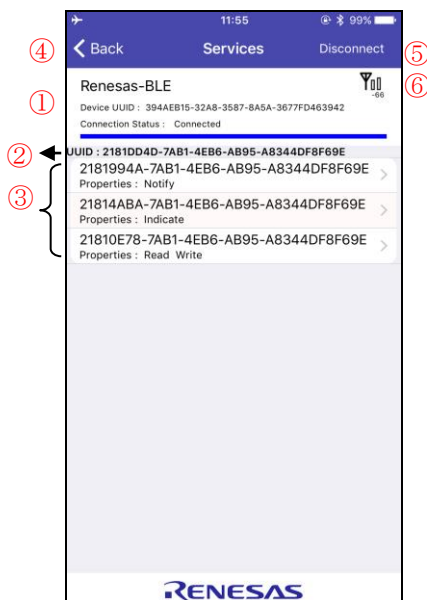 11:55 99%
④ Back Services Disconnect ⑤
Renesas-BLE ⑥
-66
① Device UUID : 394AEB15-32A8-3587-8A5A-3677FD463942
Connection Status : Connected
② UUID : 2181DD4D-7AB1-4EB6-AB95-A8344DF8F69E
③ 2181994A-7AB1-4EB6-AB95-A8344DF8F69E
Properties : Notify
21814ABA-7AB1-4EB6-AB95-A8344DF8F69E
Properties : Indicate
21810E78-7AB1-4EB6-AB95-A8344DF8F69E
Properties : Read Write
RENESAS